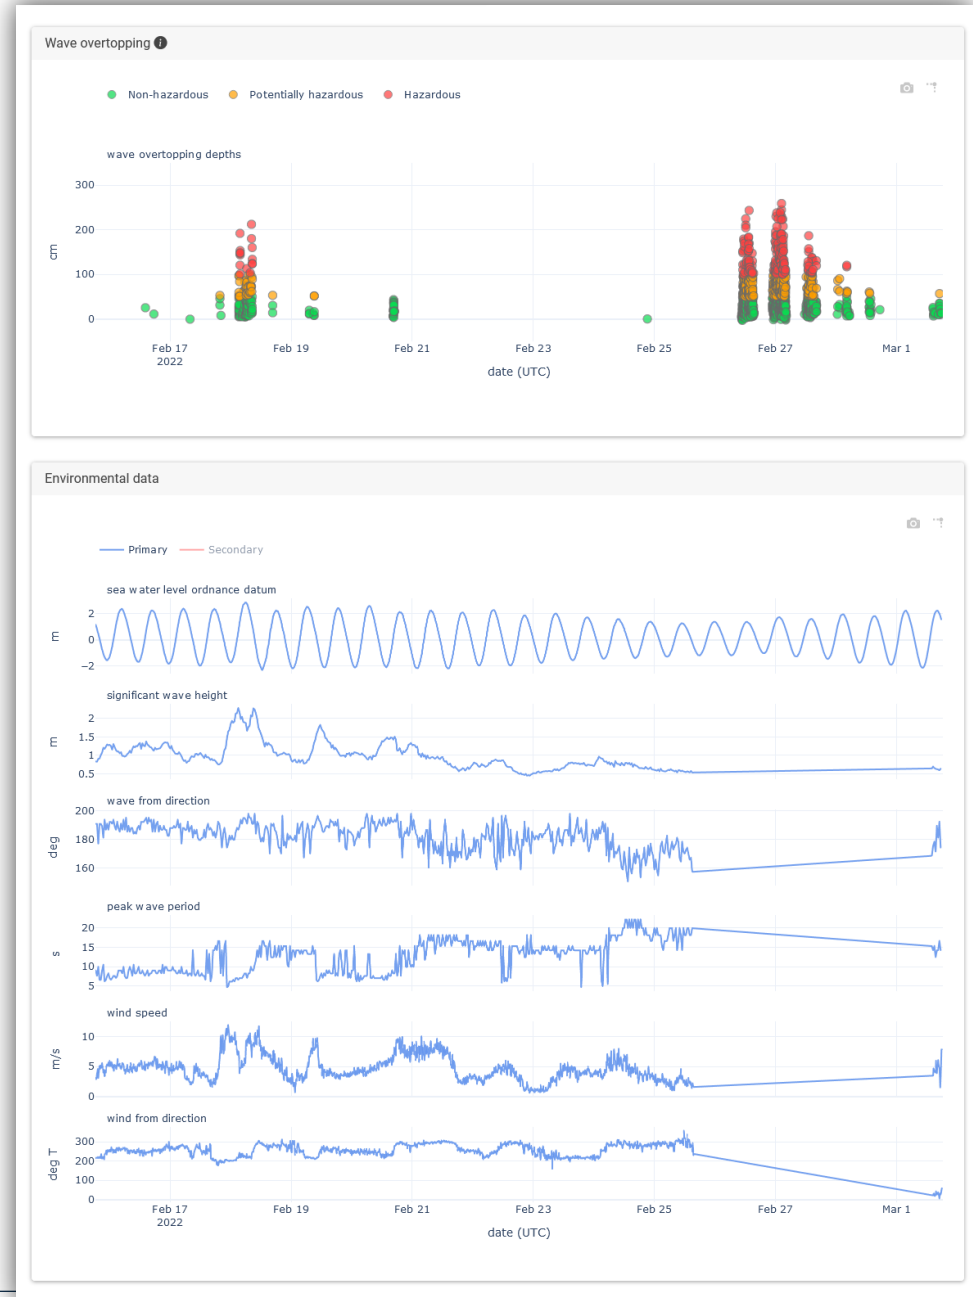 Wave overtopping
Non-hazardous Potentially hazardous Hazardous
wave overtopping depths
300
200
100
0
cm
Feb 17 Feb 19 Feb 21 Feb 23 Feb 25 Feb 27 Mar 1
2022
date (UTC)
Environmental data
Primary Secondary
sea water level ordnance datum
2
0
−2
m
significant wave height
2
1.5
1
0.5
m
wave from direction
200
180
160
deg
peak wave period
20
15
10
5
s
wind speed
10
5
0
m/s
wind from direction
300
200
100
0
deg T
Feb 17 Feb 19 Feb 21 Feb 23 Feb 25 Feb 27 Mar 1
2022
date (UTC)